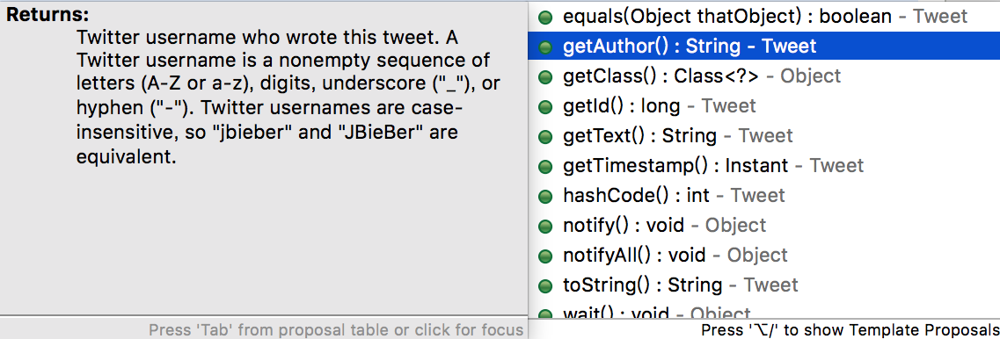 Returns:
Twitter username who wrote this tweet. A
Twitter username is a nonempty sequence of
letters (A-Z or a-z), digits, underscore ("_"), or
hyphen ("-"). Twitter usernames are case-
insensitive, so "jbieber" and "JBieBer" are
equivalent.
Press 'Tab' from proposal table or click for focus
equals(Object thatObject) : boolean - Tweet
getAuthor() : String - Tweet
getClass() : Class<?> - Object
getId() : long - Tweet
getText() : String - Tweet
getTimestamp() : Instant - Tweet
hashCode() : int - Tweet
notify() : void - Object
notifyAll() : void - Object
toString() : String - Tweet
wait() : void - Object
Press '⌥/' to show Template Proposals